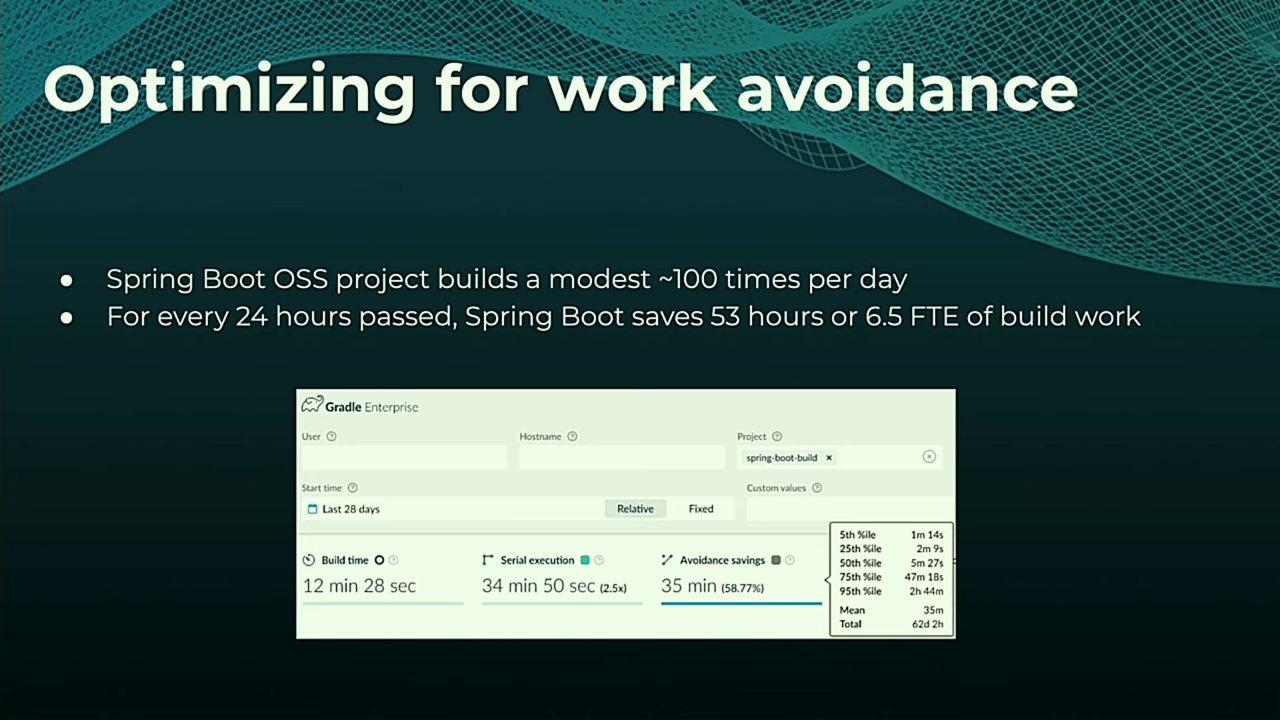 Optimizing for work avoidance
● Spring Boot OSS project builds a modest ~100 times per day
● For every 24 hours passed, Spring Boot saves 53 hours or 6.5 FTE of build work
Gradle Enterprise
User ? Hostname ? Project ?
spring-boot-build ×
Start time ? Custom values ?
Last 28 days Relative Fixed
Build time ? Serial execution ? Avoidance savings ?
12 min 28 sec 34 min 50 sec (2.5x) 35 min (58.77%)
5th %ile 1m 14s
25th %ile 2m 9s
50th %ile 5m 27s
75th %ile 47m 18s
95th %ile 2h 44m
Mean 35m
Total 62d 2h